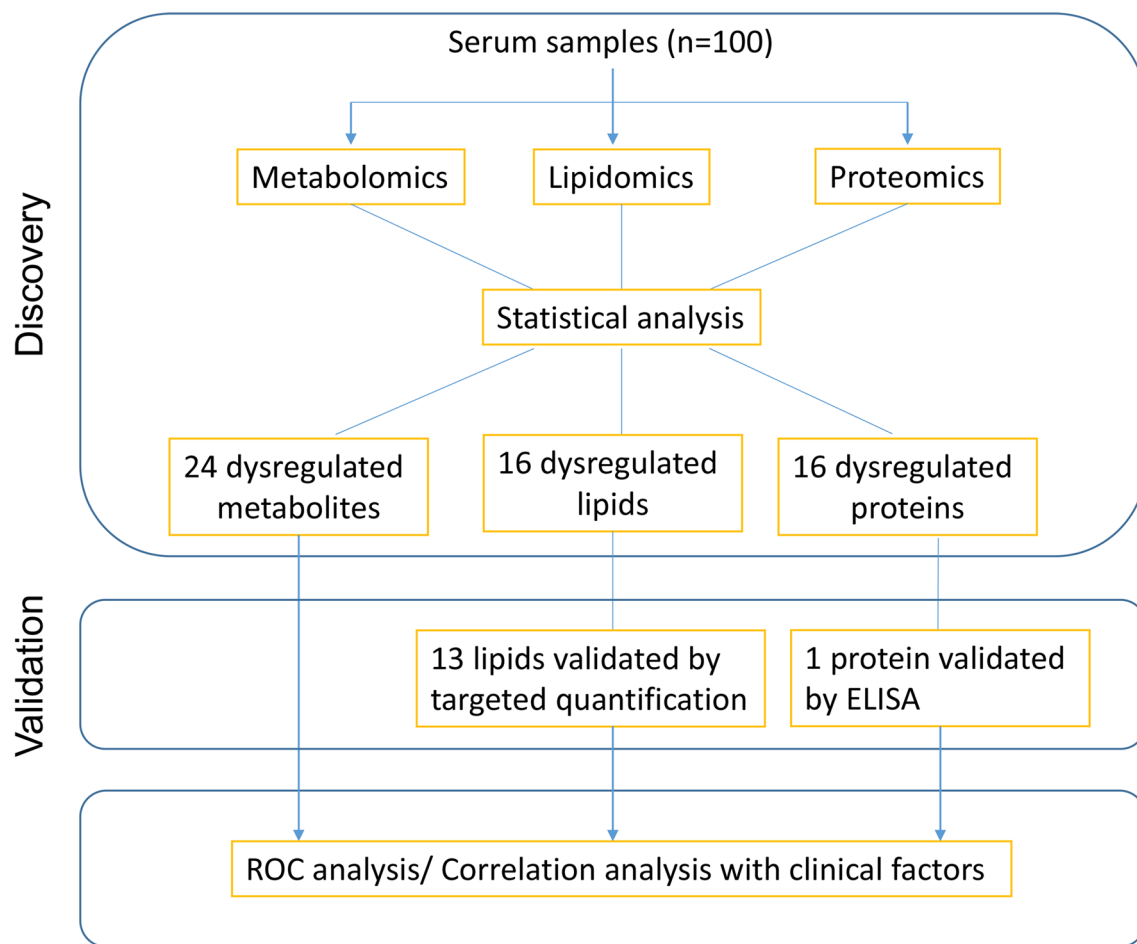 Serum samples (n=100)
Discovery
Metabolomics
Lipidomics
Proteomics
Statistical analysis
24 dysregulated
metabolites
16 dysregulated
lipids
16 dysregulated
proteins
Validation
13 lipids validated by
targeted quantification
1 protein validated
by ELISA
ROC analysis/ Correlation analysis with clinical factors